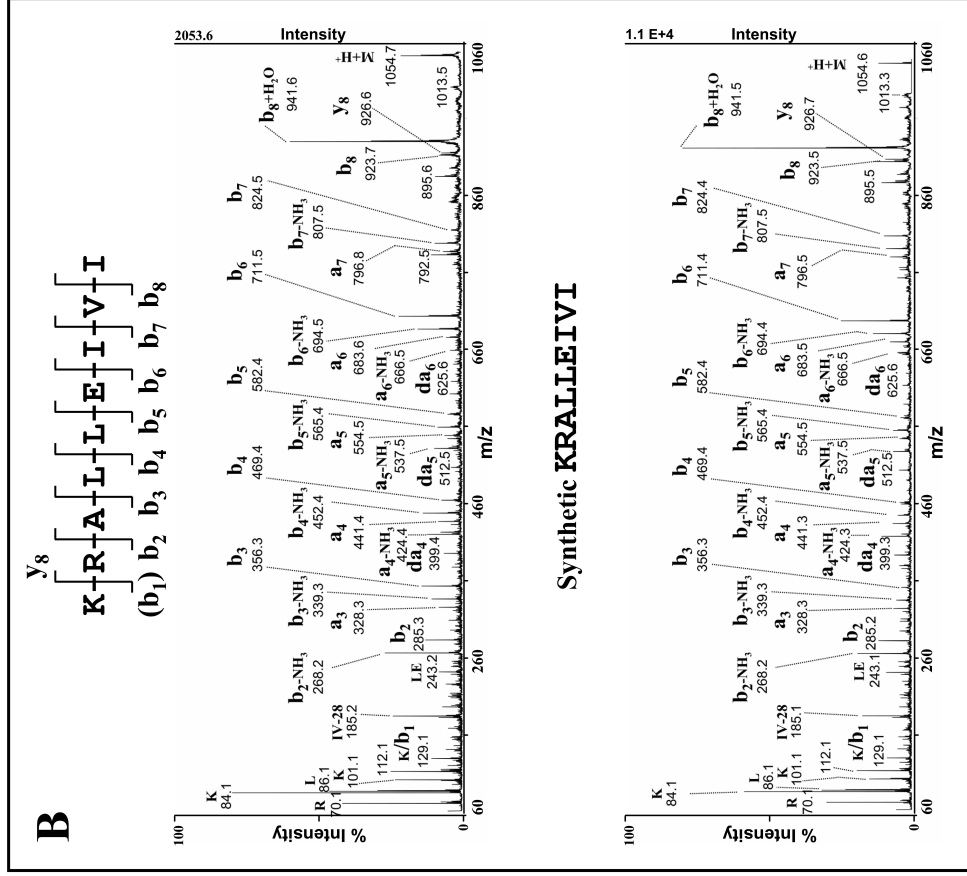 B
y8
K-R-A-L-L-E-I-V-I
(b1) b2 b3 b4 b5 b6 b7 b8
2053.6
Intensity
100
% Intensity
0
K
84.1
R
70.1
L
86.1
K
101.1
112.1
K/b1
129.1
IV-28
185.2
LE
243.2
b2-NH3
268.2
b2
285.3
b3-NH3
339.3
a3
328.3
b3
356.3
b4-NH3
452.4
a4
441.4
a4-NH3
424.4
da4
399.4
b4
469.4
b5-NH3
565.4
a5
554.5
a5-NH3
537.5
da5
512.5
b5
582.4
b6-NH3
694.5
a6
683.6
a6-NH3
666.5
da6
625.6
b6
711.5
b7-NH3
807.5
a7
796.8
792.5
b7
824.5
b8
923.7
895.6
b8+H2O
941.6
y8
926.6
M+H+
1054.7
1013.5
60
260
460
660
860
1060
m/z
Synthetic KRALLEIVI
1.1 E+4
Intensity
100
% Intensity
0
K
84.1
R
70.1
L
86.1
K
101.1
112.1
K/b1
129.1
IV-28
185.1
LE
243.1
b2-NH3
268.2
b2
285.2
b3-NH3
339.3
a3
328.3
b3
356.3
b4-NH3
452.4
a4
441.3
a4-NH3
424.3
da4
399.3
b4
469.4
b5-NH3
565.4
a5
554.5
a5-NH3
537.5
da5
512.5
b5
582.4
b6-NH3
694.4
a6
683.5
a6-NH3
666.5
da6
625.6
b6
711.4
b7-NH3
807.5
a7
796.5
b7
824.4
b8
923.5
895.5
b8+H2O
941.5
y8
926.7
M+H+
1054.6
1013.3
60
260
460
660
860
1060
m/z